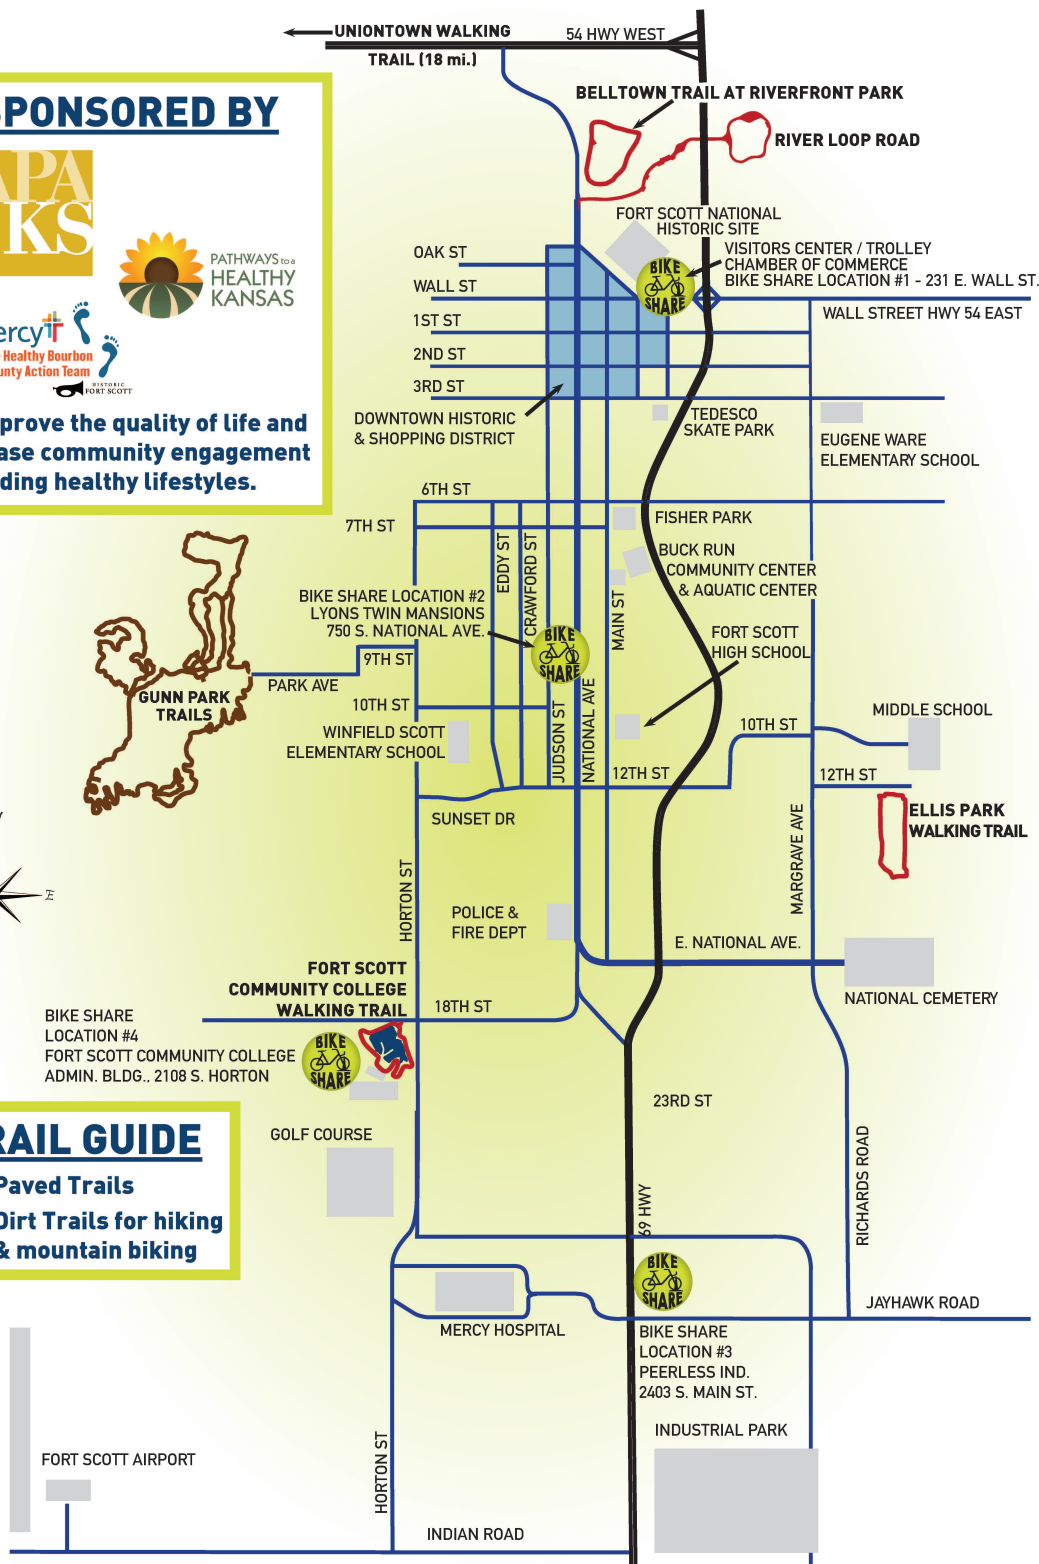 UNIONTOWN WALKING
TRAIL (18 mi.)
54 HWY WEST
BELLTOWN TRAIL AT RIVERFRONT PARK
RIVER LOOP ROAD
SPONSORED BY
APA
KS
PATHWAYS to a
HEALTHY
KANSAS
ercy
Healthy Bourbon
unty Action Team
HISTORIC
FORT SCOTT
prove the quality of life and
ase community engagement
ding healthy lifestyles.
FORT SCOTT NATIONAL
HISTORIC SITE
OAK ST
VISITORS CENTER / TROLLEY
CHAMBER OF COMMERCE
BIKE SHARE LOCATION #1 - 231 E. WALL ST.
BIKE
SHARE
WALL ST
WALL STREET HWY 54 EAST
1ST ST
2ND ST
3RD ST
DOWNTOWN HISTORIC
& SHOPPING DISTRICT
TEDESCO
SKATE PARK
EUGENE WARE
ELEMENTARY SCHOOL
6TH ST
7TH ST
FISHER PARK
EDDY ST
CRAWFORD ST
BUCK RUN
COMMUNITY CENTER
& AQUATIC CENTER
BIKE SHARE LOCATION #2
LYONS TWIN MANSIONS
750 S. NATIONAL AVE.
MAIN ST
BIKE
SHARE
FORT SCOTT
HIGH SCHOOL
9TH ST
PARK AVE
GUNN PARK
TRAILS
10TH ST
JUDSON ST
NATIONAL AVE
WINFIELD SCOTT
ELEMENTARY SCHOOL
10TH ST
MIDDLE SCHOOL
12TH ST
12TH ST
SUNSET DR
ELLIS PARK
WALKING TRAIL
MARGRAVE AVE
E
HORTON ST
POLICE &
FIRE DEPT
E. NATIONAL AVE.
FORT SCOTT
COMMUNITY COLLEGE
WALKING TRAIL
18TH ST
NATIONAL CEMETERY
BIKE SHARE
LOCATION #4
FORT SCOTT COMMUNITY COLLEGE
ADMIN. BLDG., 2108 S. HORTON
BIKE
SHARE
23RD ST
RAIL GUIDE
Paved Trails
Dirt Trails for hiking
& mountain biking
GOLF COURSE
RICHARDS ROAD
69 HWY
BIKE
SHARE
JAYHAWK ROAD
MERCY HOSPITAL
BIKE SHARE
LOCATION #3
PEERLESS IND.
2403 S. MAIN ST.
INDUSTRIAL PARK
FORT SCOTT AIRPORT
HORTON ST
INDIAN ROAD